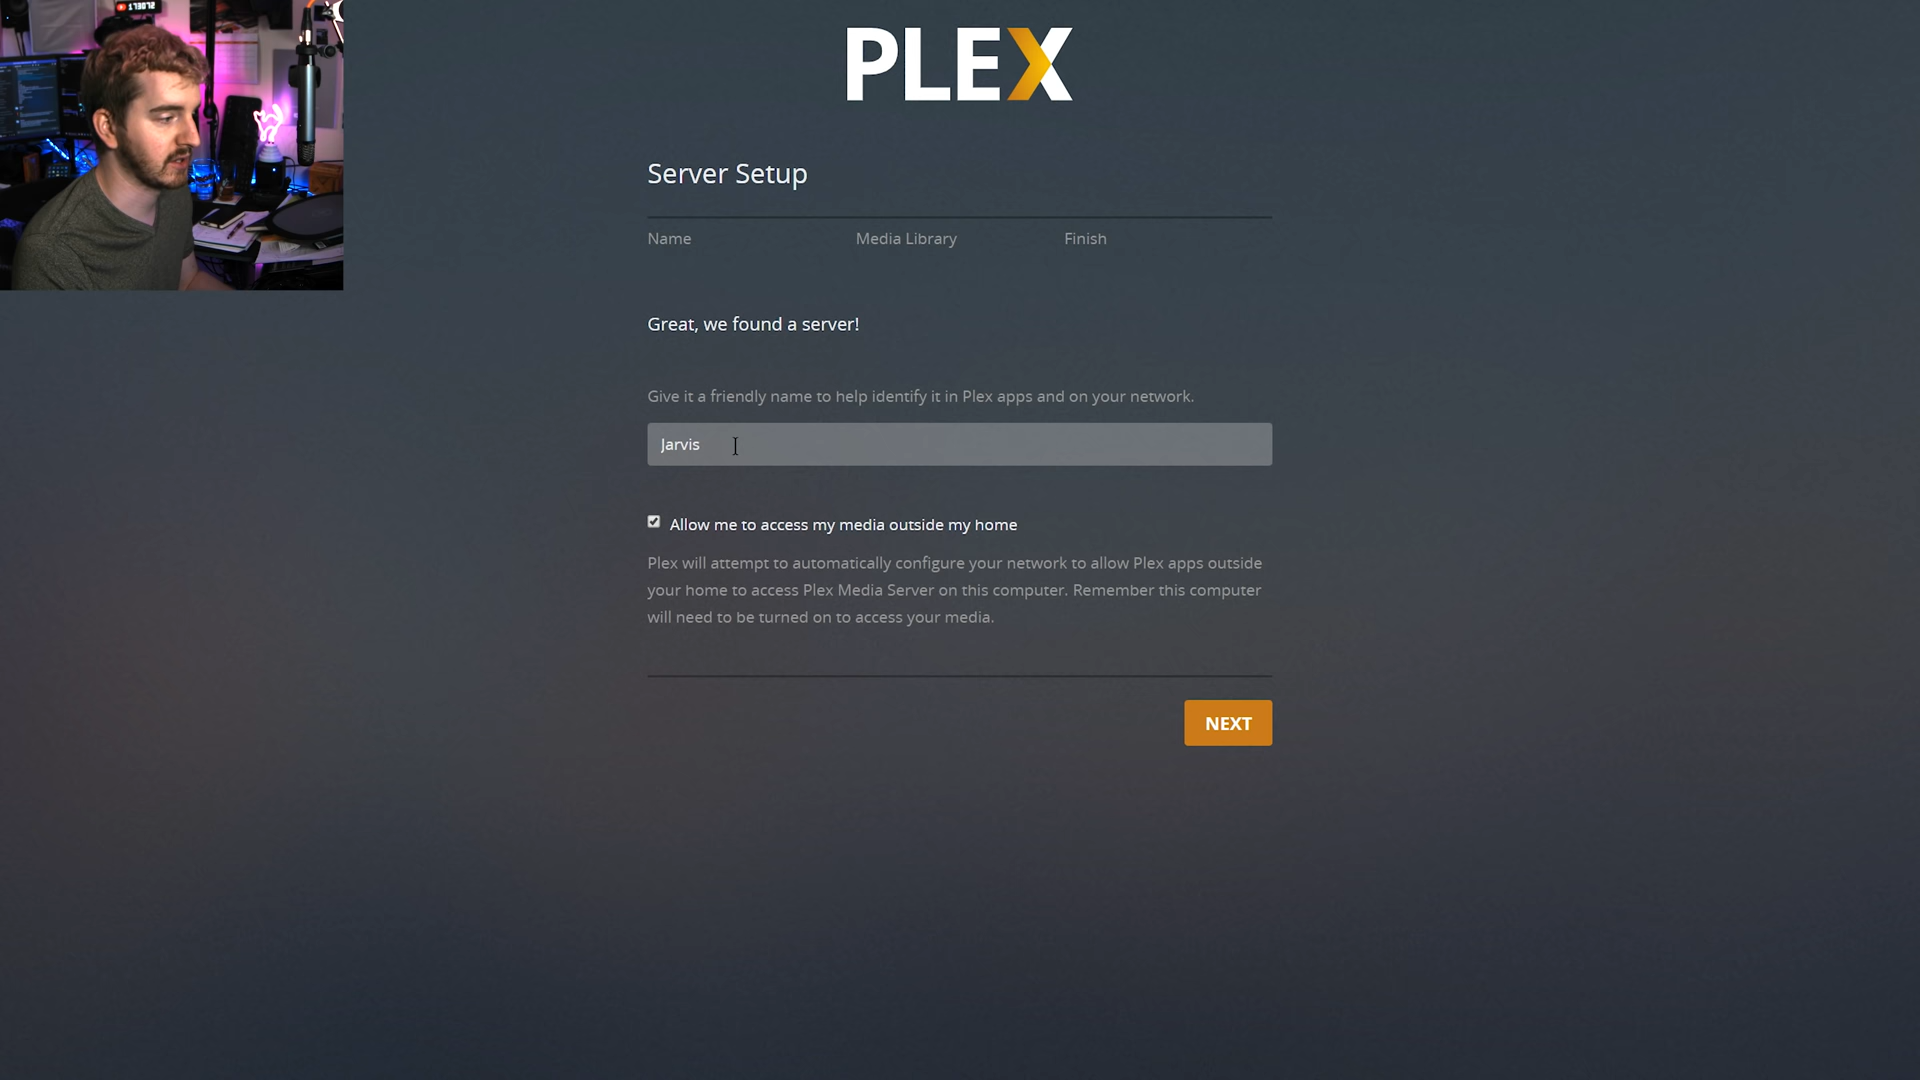 173072
PLEX
Server Setup
Name Media Library Finish
Great, we found a server!
Give it a friendly name to help identify it in Plex apps and on your network.
Jarvis
Allow me to access my media outside my home
Plex will attempt to automatically configure your network to allow Plex apps outside
your home to access Plex Media Server on this computer. Remember this computer
will need to be turned on to access your media.
NEXT